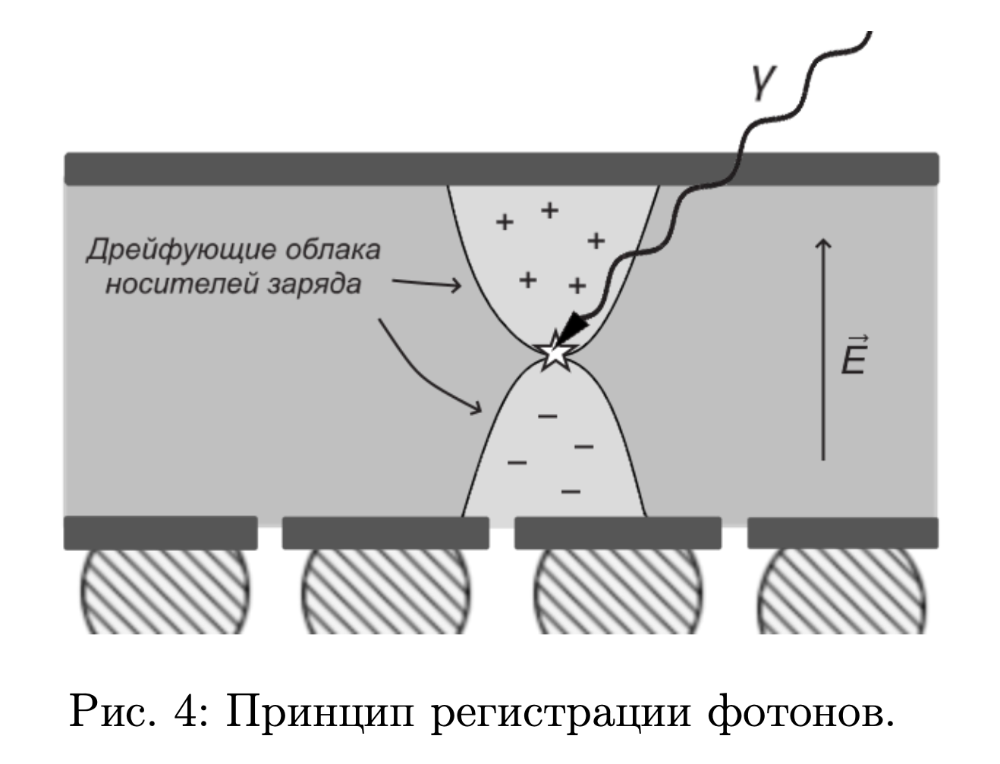 γ
+ + +
+ +
Дрейфующие облака
носителей заряда
E⃗
− −
− −
Рис. 4: Принцип регистрации фотонов.